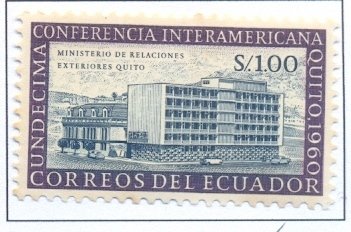 UNDECIMA CONFERENCIA INTERAMERICANA QUITO.1960
MINISTERIO DE RELACIONES
EXTERIORES QUITO
S/.1.00
CORREOS DEL ECUADOR